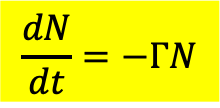 dN/dt = −ΓN